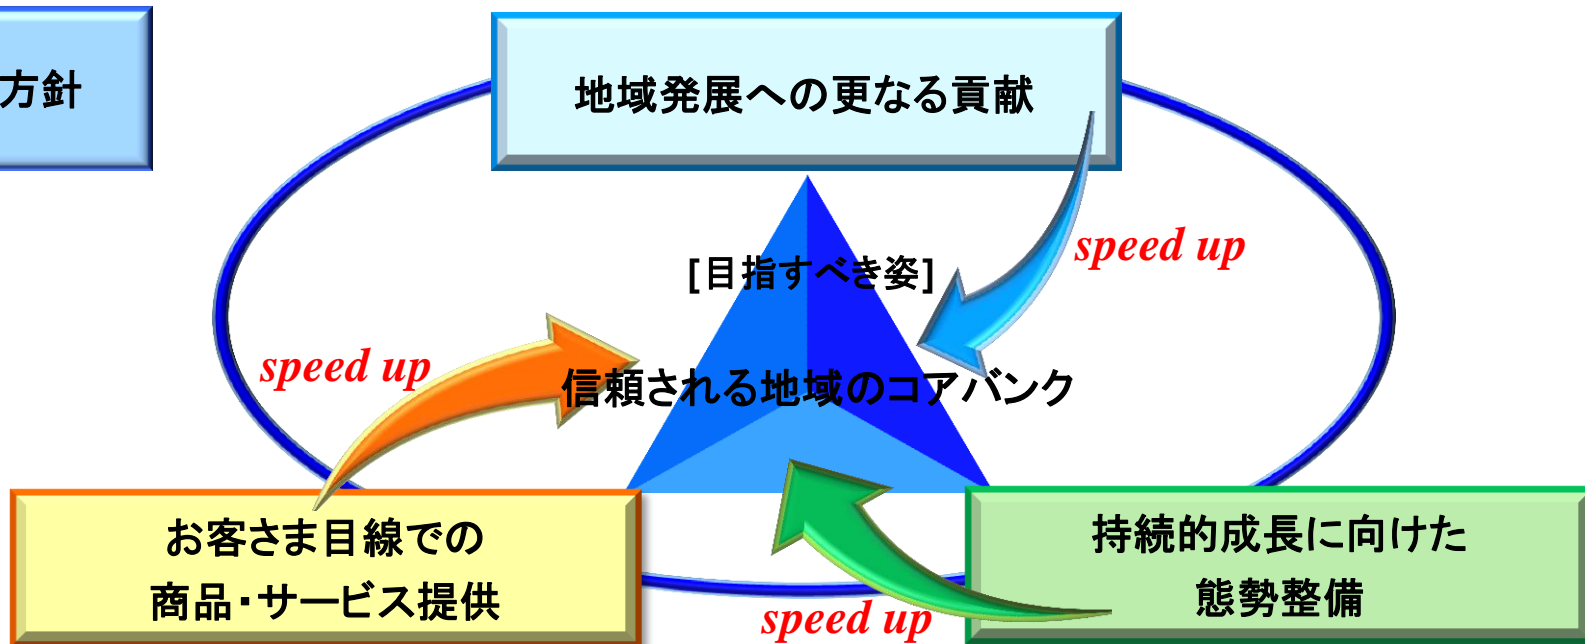 方針
地域発展への更なる貢献
speed up
[目指すべき姿]
speed up
信頼される地域のコアバンク
お客さま目線での
商品・サービス提供
持続的成長に向けた
態勢整備
speed up